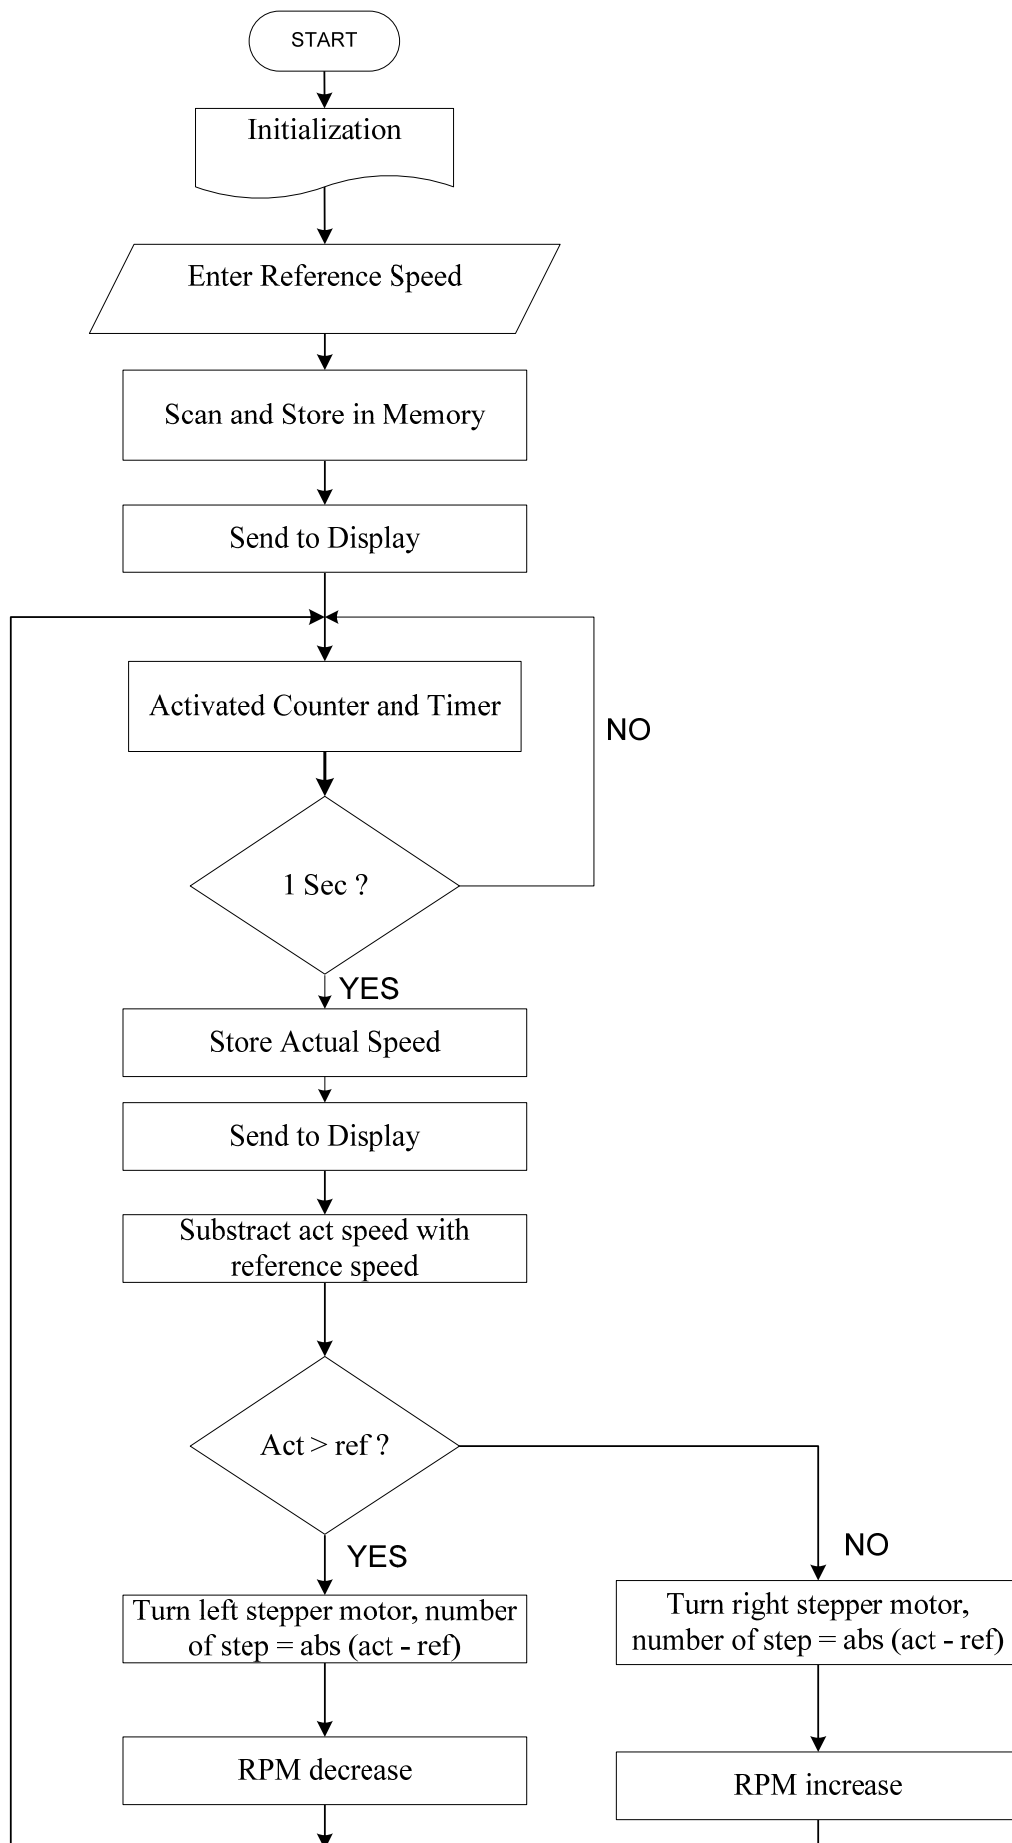 START
Initialization
Enter Reference Speed
Scan and Store in Memory
Send to Display
Activated Counter and Timer
NO
1 Sec ?
YES
Store Actual Speed
Send to Display
Substract act speed with
reference speed
Act > ref ?
YES
NO
Turn left stepper motor, number
of step = abs (act - ref)
Turn right stepper motor,
number of step = abs (act - ref)
RPM decrease
RPM increase